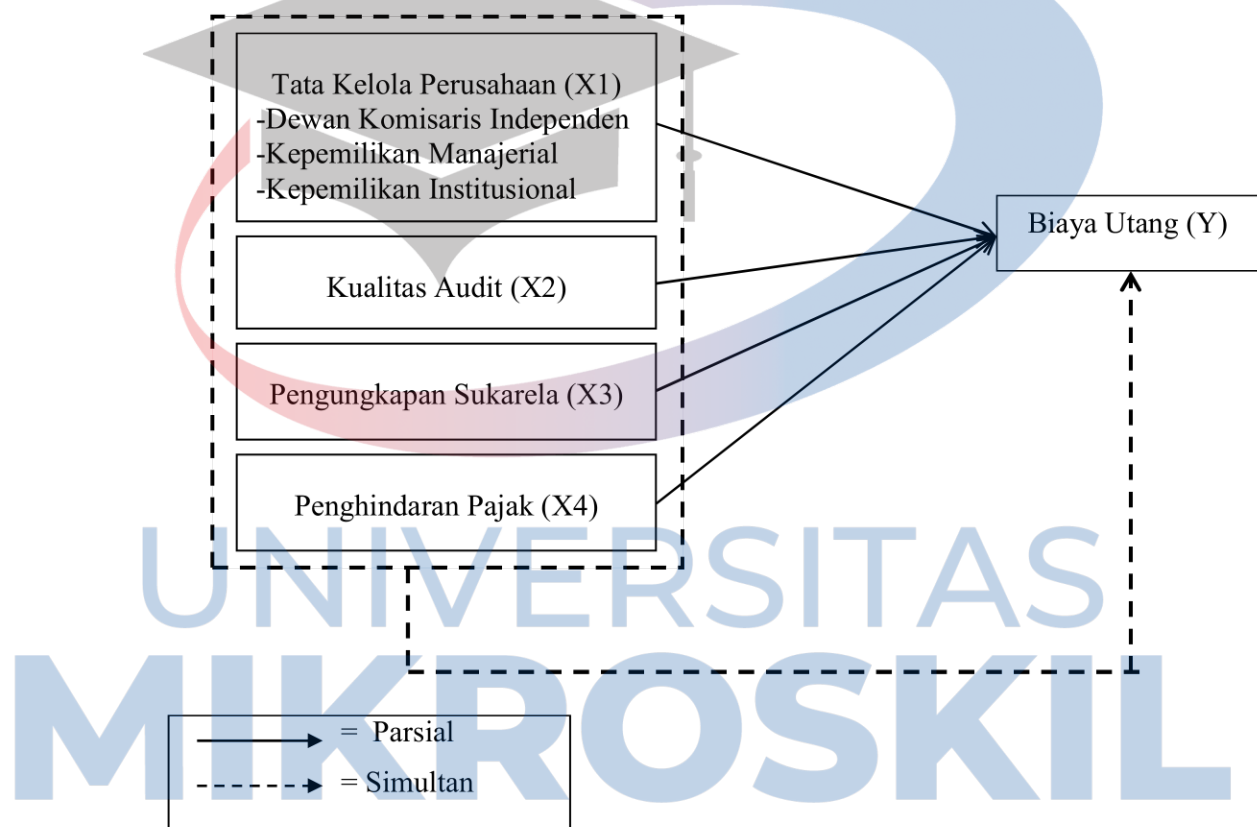 Tata Kelola Perusahaan (X1)
-Dewan Komisaris Independen
-Kepemilikan Manajerial
-Kepemilikan Institusional
Biaya Utang (Y)
Kualitas Audit (X2)
Pengungkapan Sukarela (X3)
Penghindaran Pajak (X4)
UNIVERSITAS
MIKROSKIL
= Parsial
= Simultan